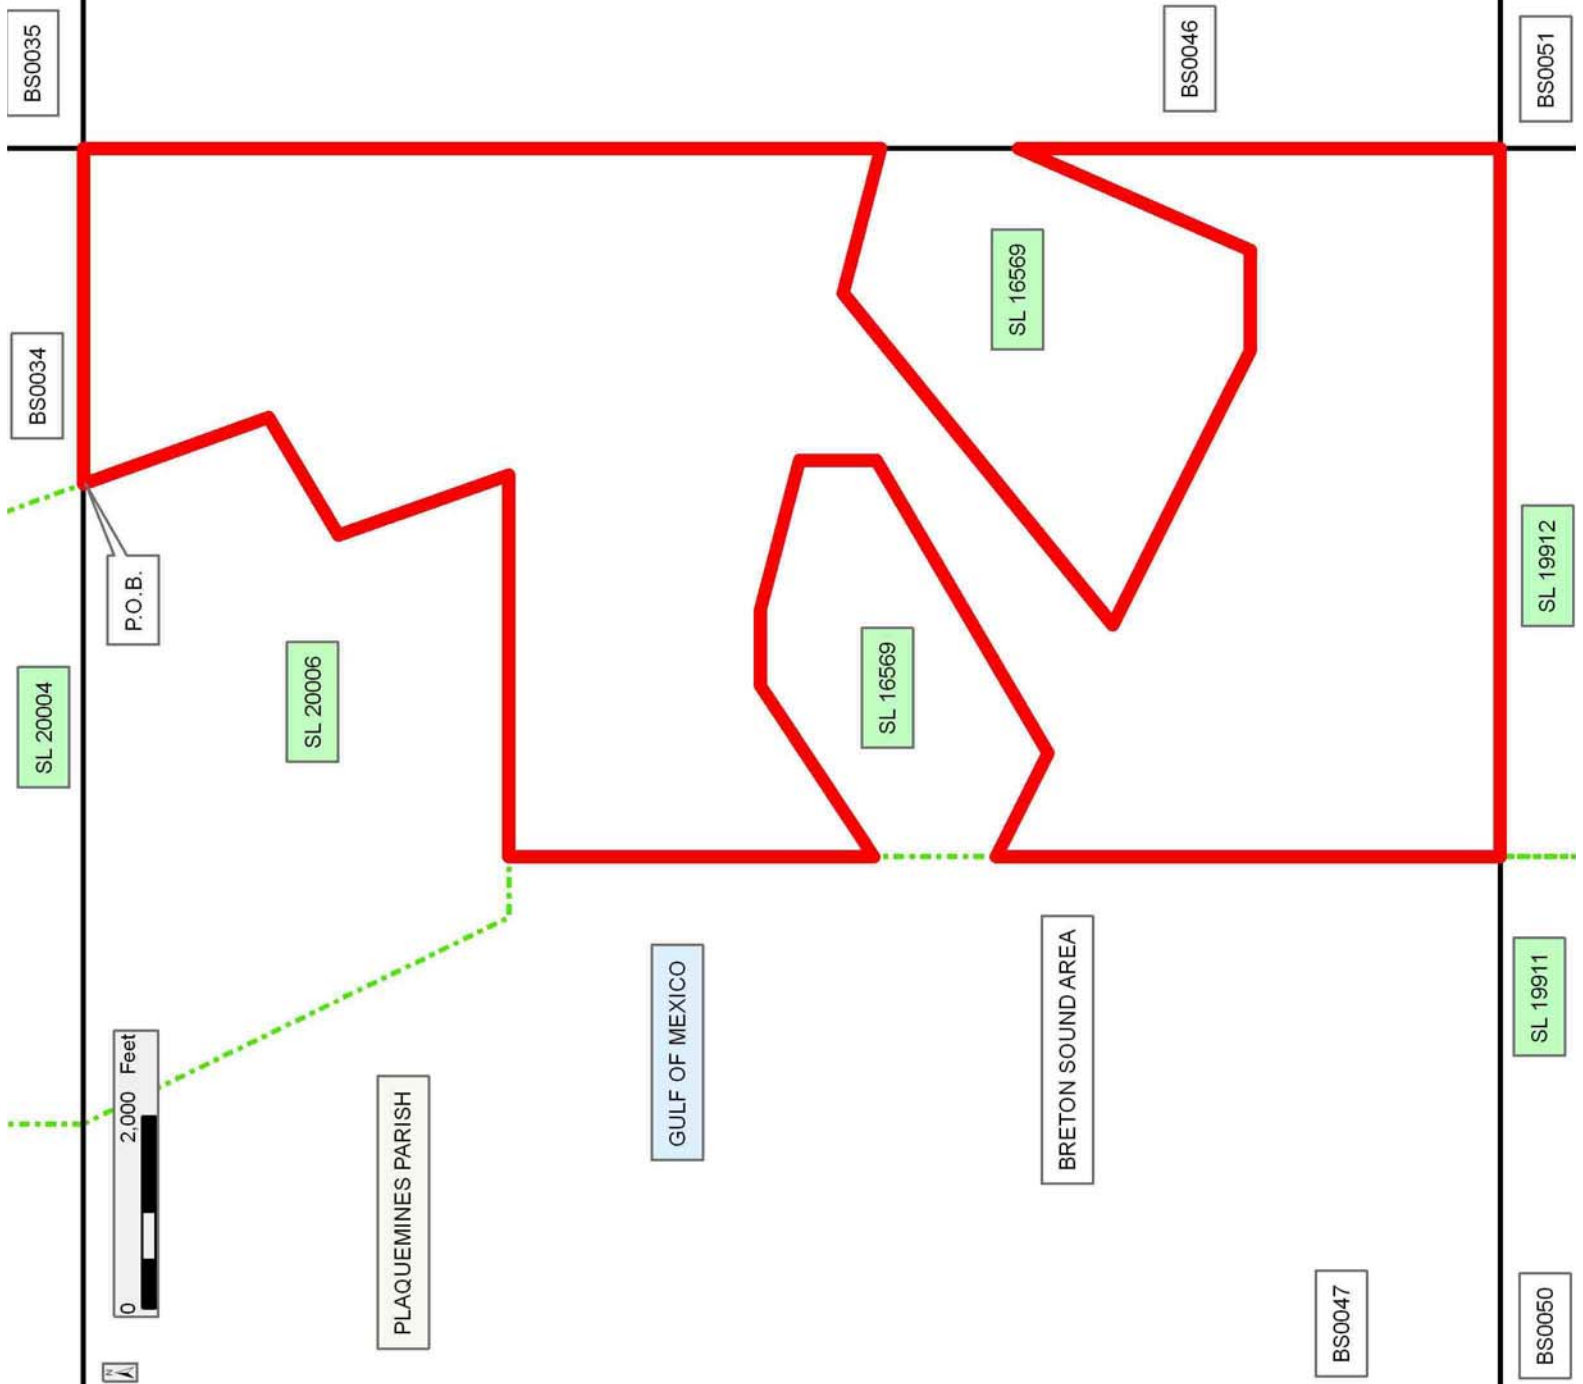 BS0035
BS0034
SL 20004
P.O.B.
SL 20006
0 2,000 Feet
N
PLAQUEMINES PARISH
GULF OF MEXICO
SL 16569
SL 16569
BRETON SOUND AREA
BS0046
BS0047
BS0051
SL 19912
SL 19911
BS0050